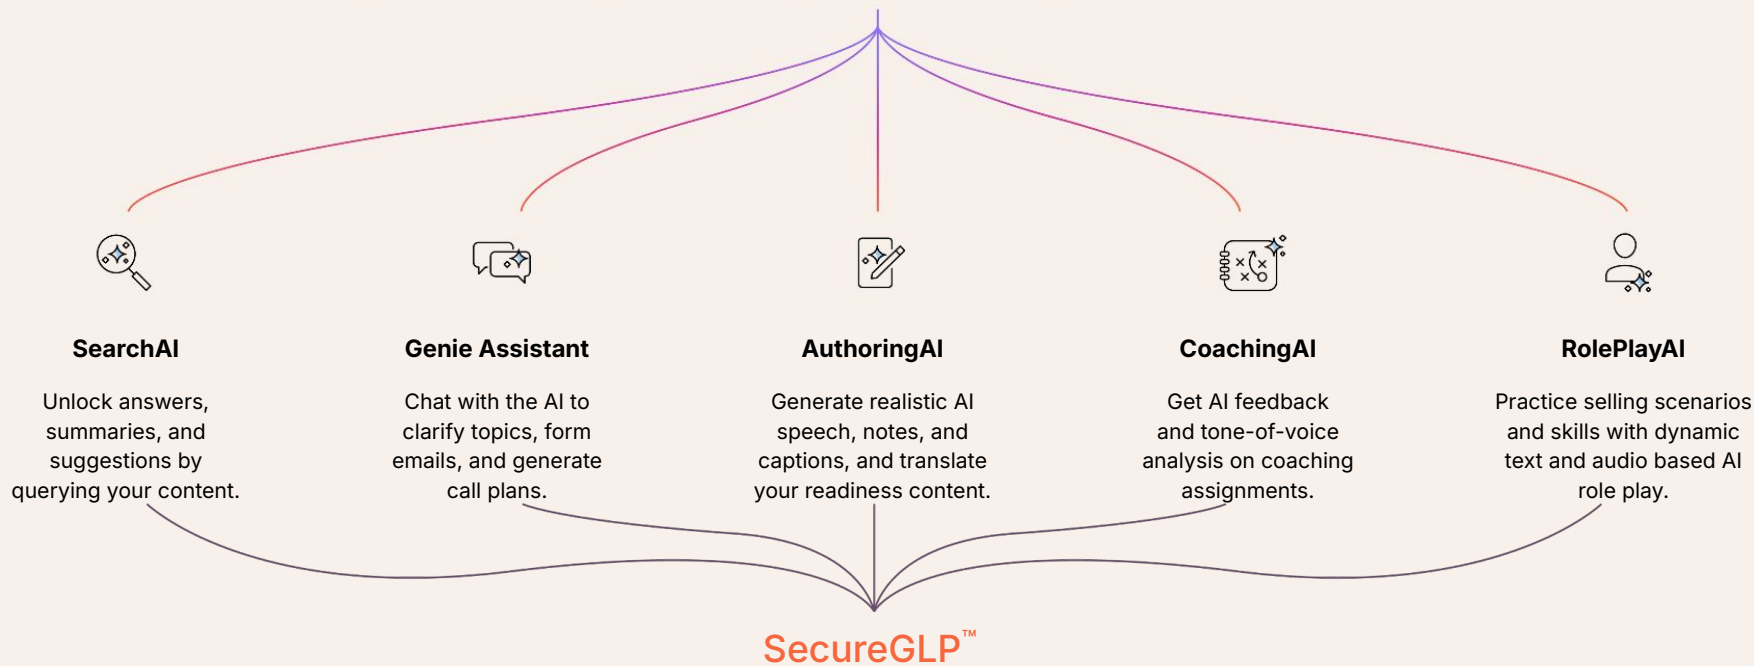 SearchAI
Unlock answers,
summaries, and
suggestions by
querying your content.
Genie Assistant
Chat with the AI to
clarify topics, form
emails, and generate
call plans.
AuthoringAI
Generate realistic AI
speech, notes, and
captions, and translate
your readiness content.
CoachingAI
Get AI feedback
and tone-of-voice
analysis on coaching
assignments.
RolePlayAI
Practice selling scenarios
and skills with dynamic
text and audio based AI
role play.
SecureGLP™